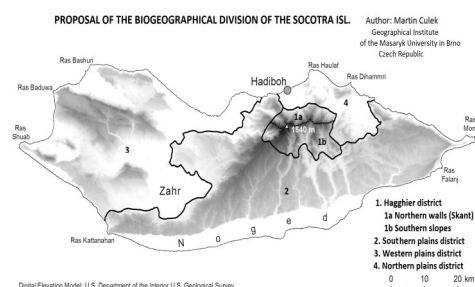 PROPOSAL OF THE BIOGEOGRAPHICAL DIVISION OF THE SOCOTRA ISL.
Author: Martin Culek
Geographical Institute
of the Masaryk University in Brno
Czech Republic
Ras Bashuri
Ras Haulaf
Hadiboh
Ras Dihammri
Ras Baduwa
4
1a
1540 m
Ras
Shuab
3
1b
Ras
Zahr
Ras
Falanj
2
1. Hagghier district
1a Northern walls (Skant)
1b Southern slopes
2. Southern plains district
3. Western plains district
4. Northern plains district
Ras Kattanahan
N o g e d
0 10 20 km
Digital Elevation Model: U.S. Department of the Interior U.S. Geological Survey